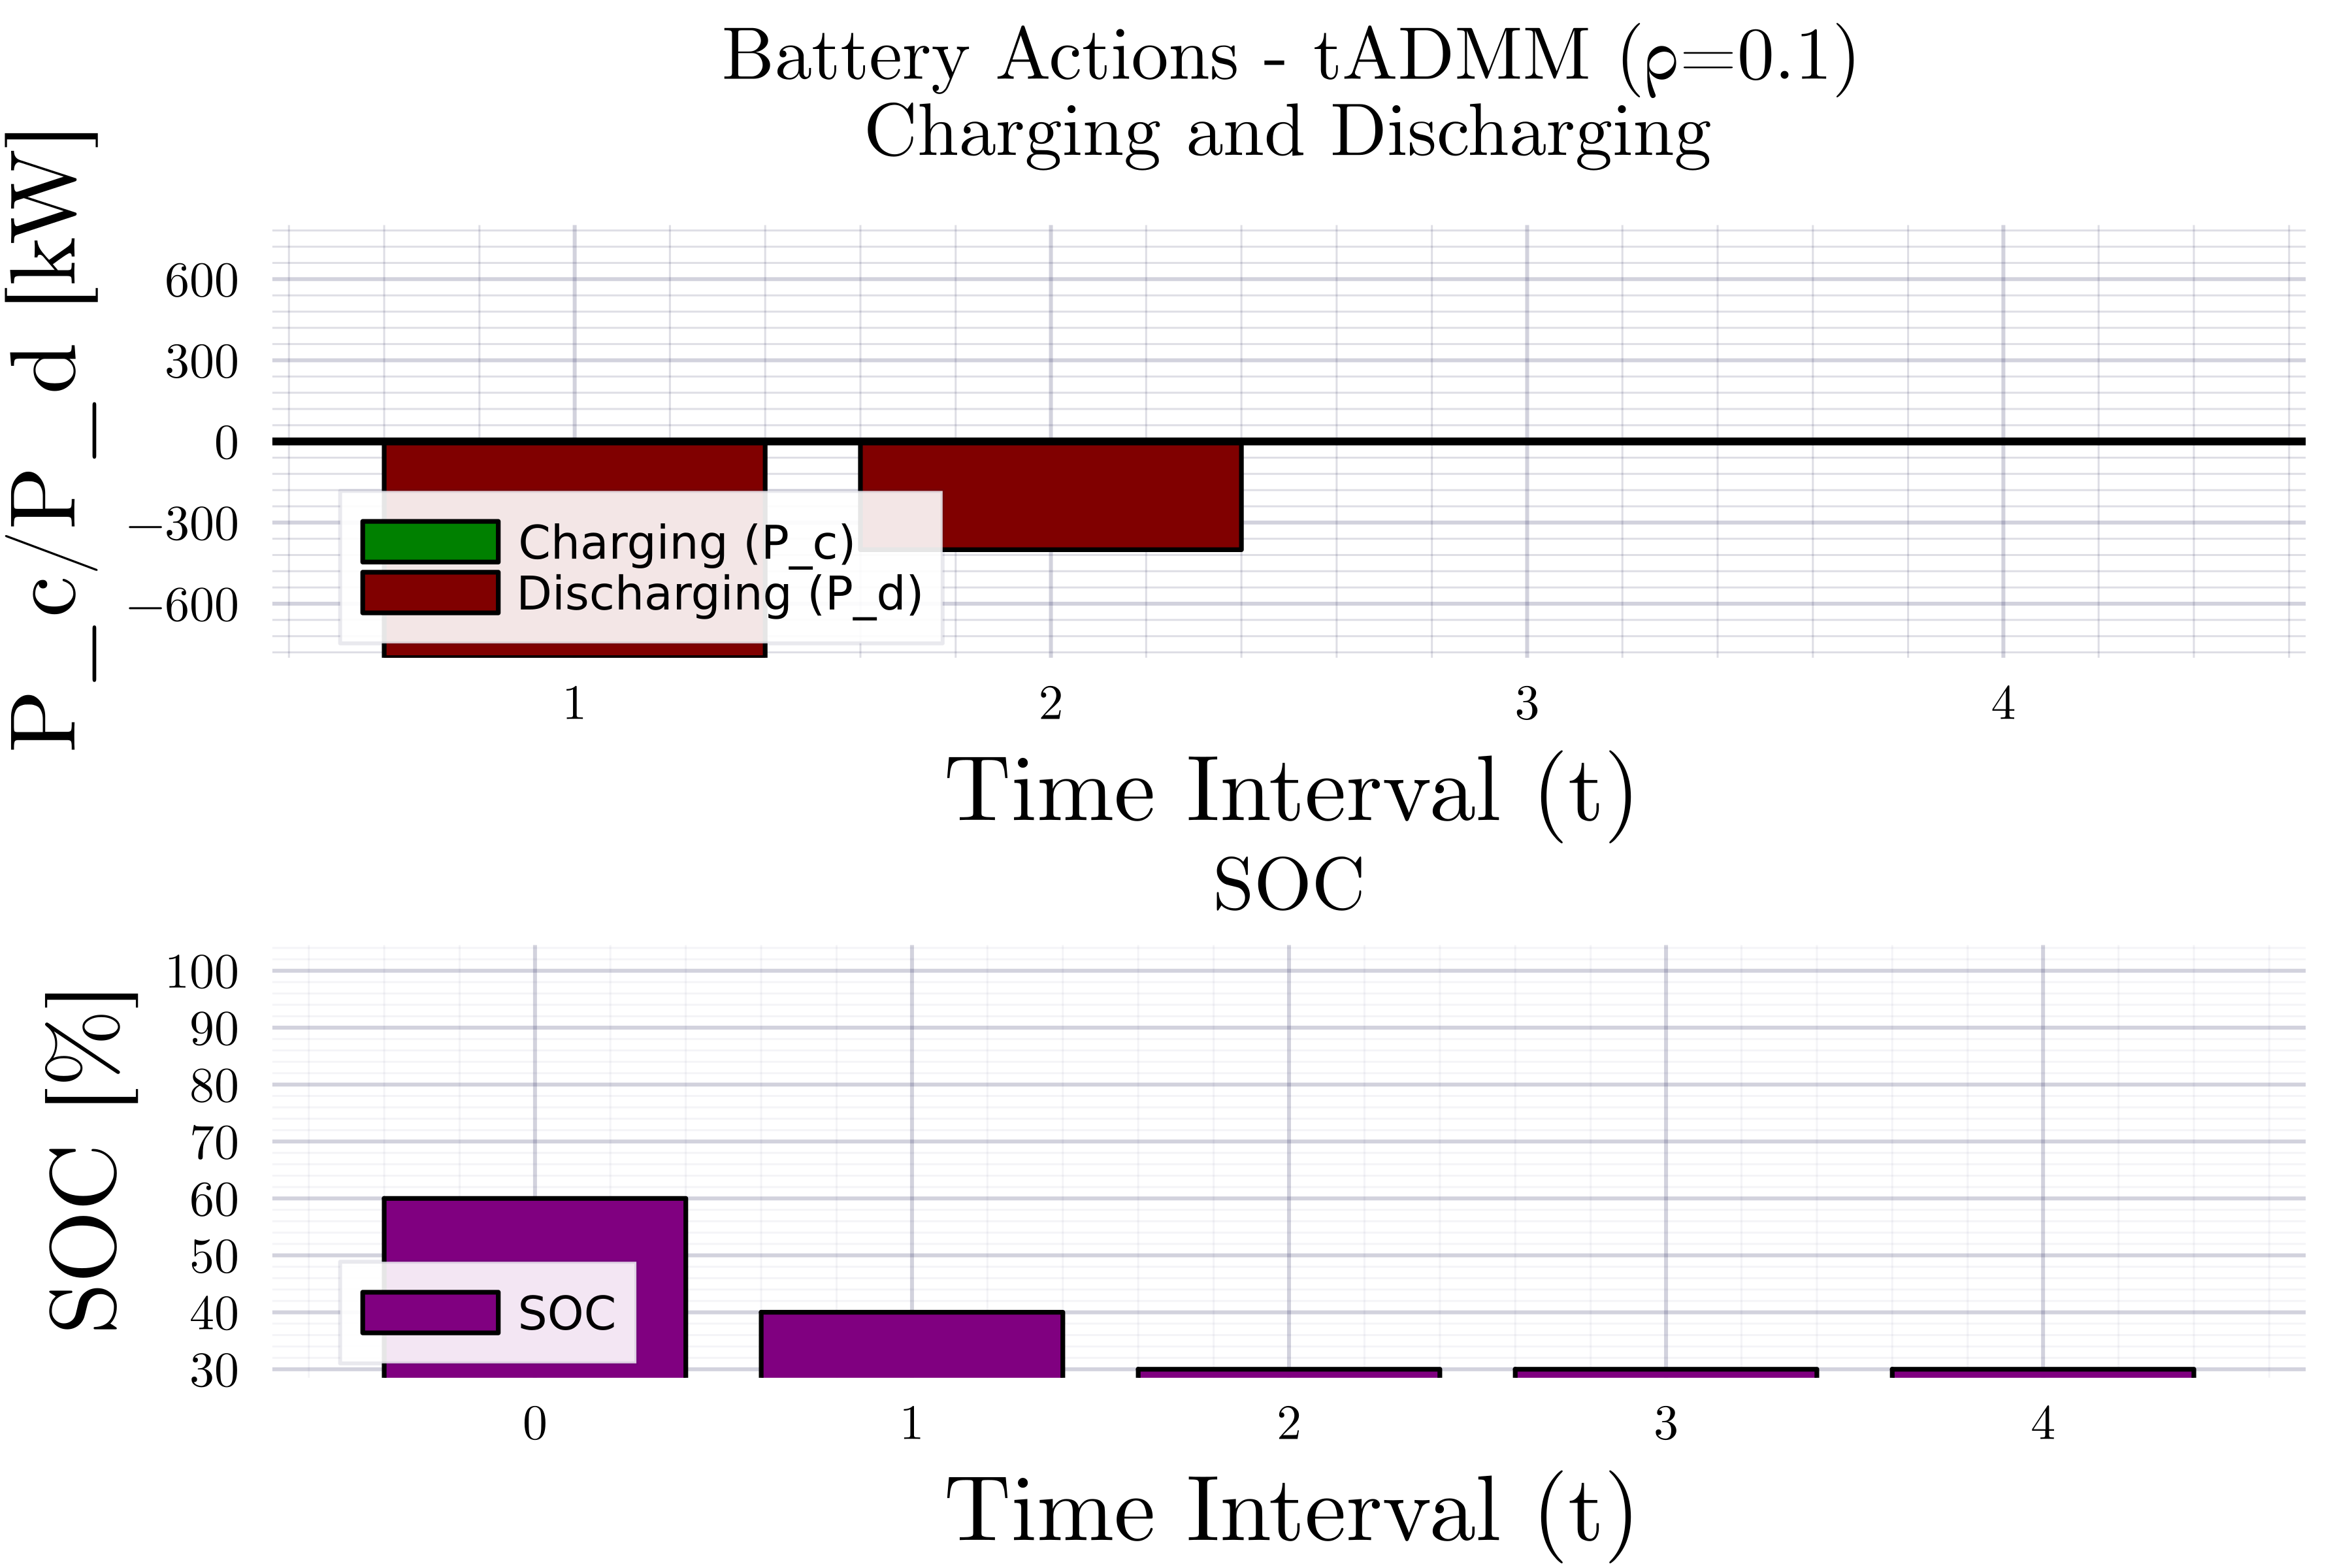 Battery Actions - tADMM (ϱ=0.1)
Charging and Discharging
P_c/P_d [kW]
600
300
0
−300
−600
Charging (P_c)
Discharging (P_d)
1 2 3 4
Time Interval (t)
SOC
SOC [%]
100
90
80
70
60
50
40
30
SOC
0 1 2 3 4
Time Interval (t)